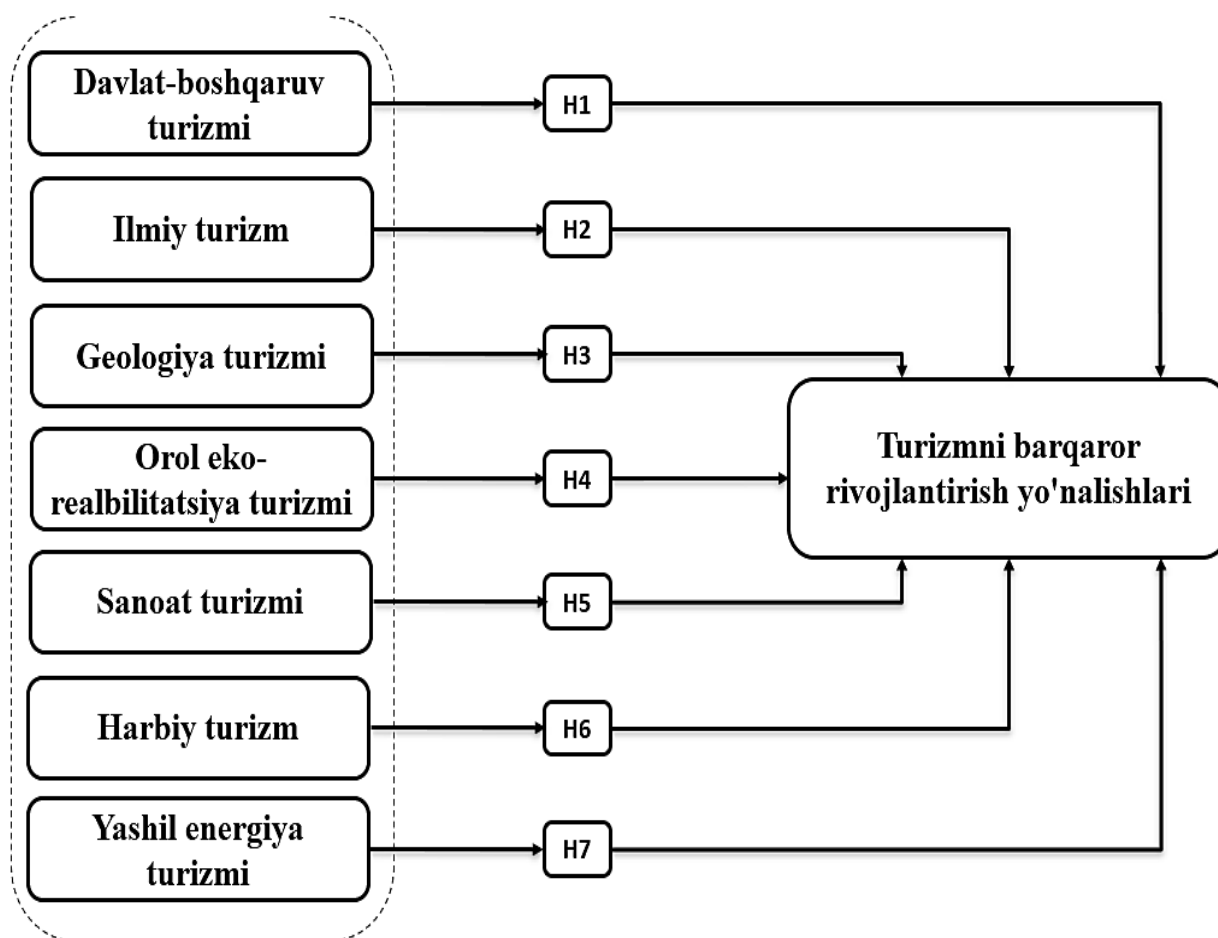 Davlat-boshqaruv
turizmi
H1
Ilmiy turizm
H2
Geologiya turizmi
H3
Orol eko-
realbilitatsiya turizmi
H4
Sanoat turizmi
H5
Harbiy turizm
H6
Yashil energiya
turizmi
H7
Turizmni barqaror
rivojlantirish yo'nalishlari